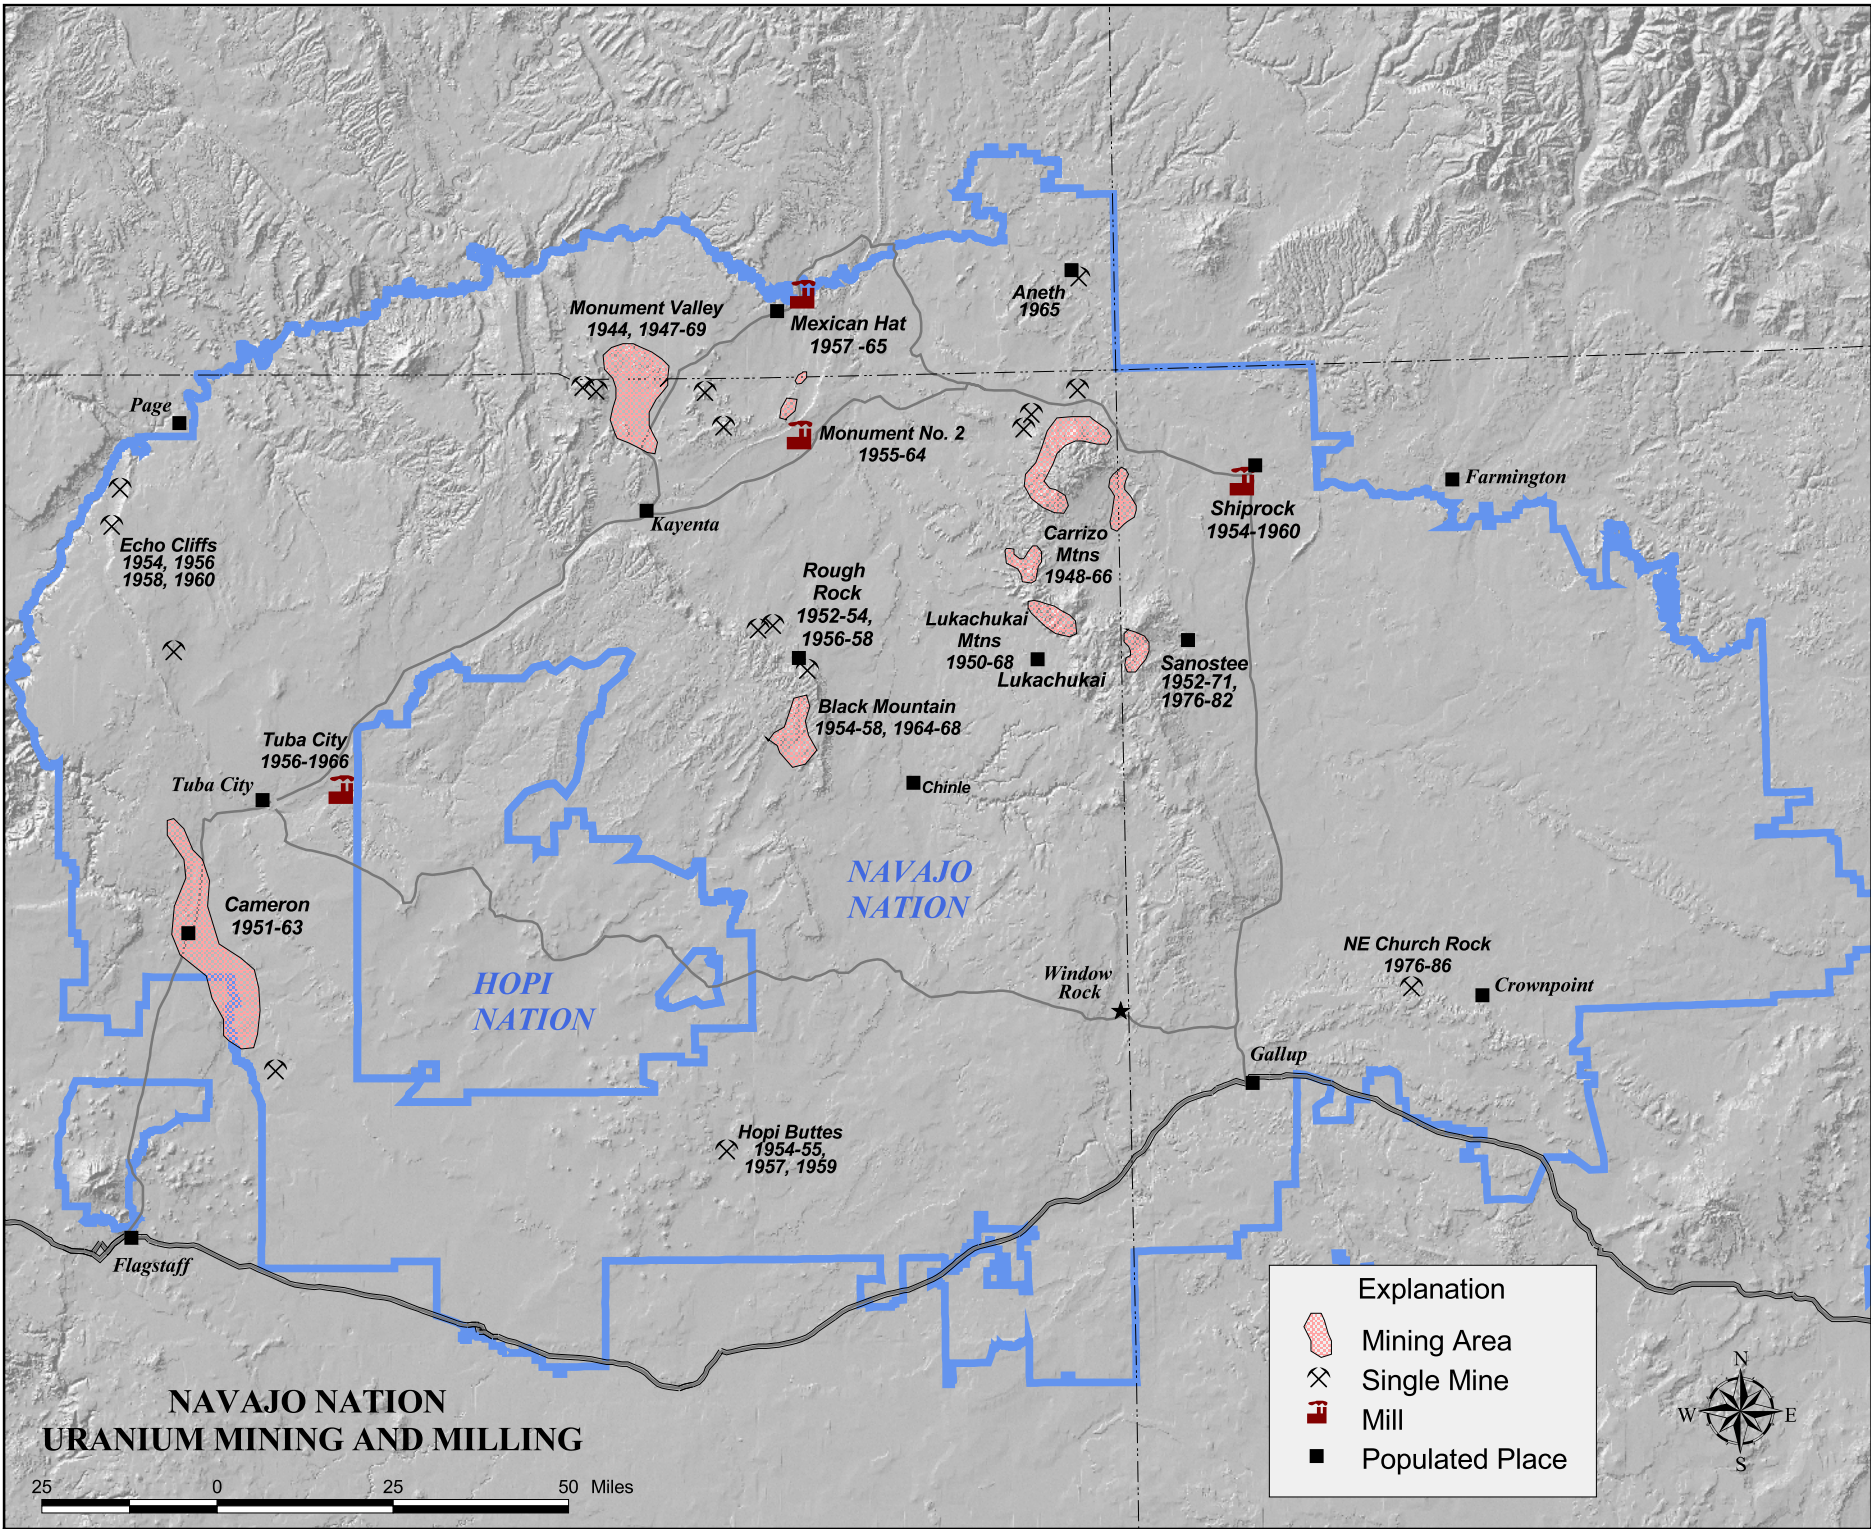 Monument Valley
1944, 1947-69
Mexican Hat
1957 -65
Aneth
1965
Page
Monument No. 2
1955-64
Kayenta
Shiprock
1954-1960
Farmington
Echo Cliffs
1954, 1956
1958, 1960
Carrizo
Mtns
1948-66
Rough
Rock
1952-54,
1956-58
Lukachukai
Mtns
1950-68
Lukachukai
Sanostee
1952-71,
1976-82
Black Mountain
1954-58, 1964-68
Tuba City
1956-1966
Tuba City
Chinle
NAVAJO
NATION
Cameron
1951-63
HOPI
NATION
Window
Rock
NE Church Rock
1976-86
Crownpoint
Gallup
Hopi Buttes
1954-55,
1957, 1959
Flagstaff
NAVAJO NATION
URANIUM MINING AND MILLING
25 0 25 50 Miles
Explanation
Mining Area
Single Mine
Mill
Populated Place
N
W E
S